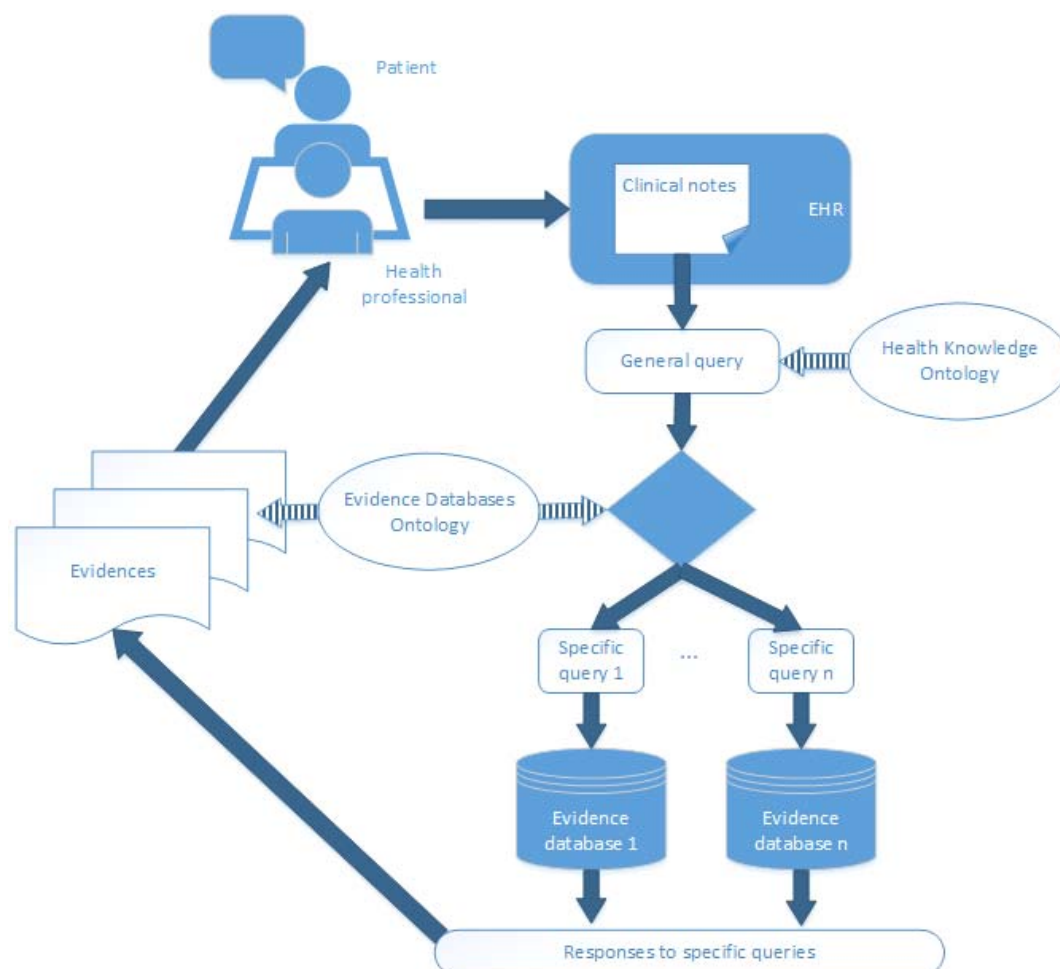 Patient
Clinical notes
EHR
Health
professional
General query
Health Knowledge
Ontology
Evidence Databases
Ontology
Evidences
Specific
query 1
...
Specific
query n
Evidence
database 1
Evidence
database n
Responses to specific queries